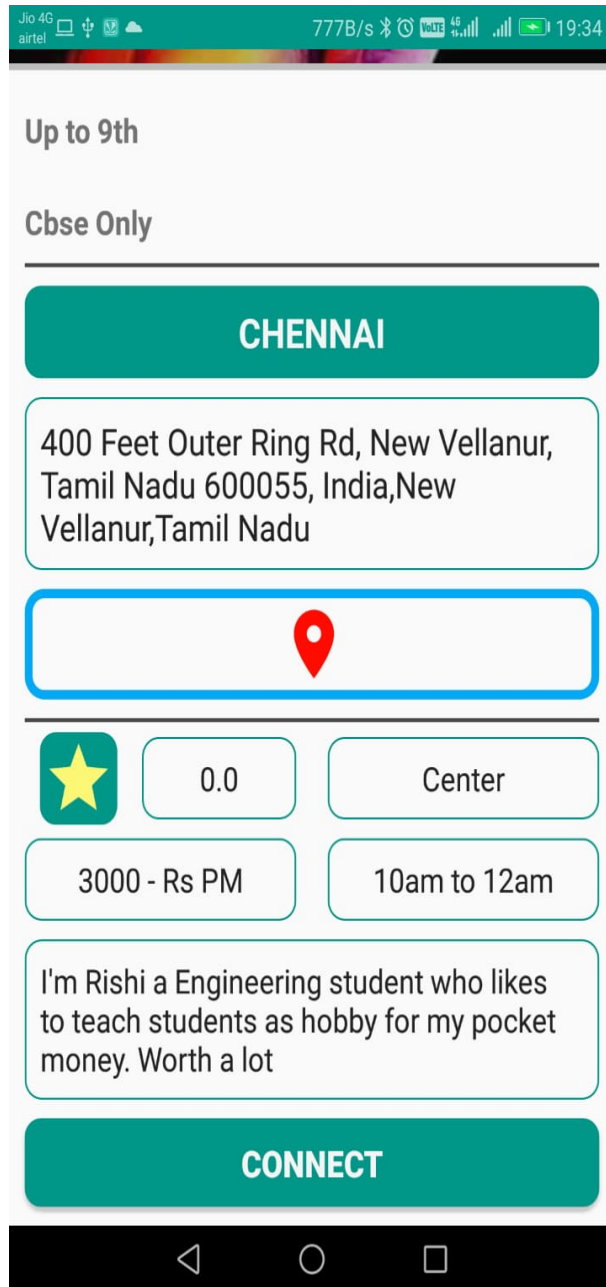 Jio 4G
airtel
777B/s VoLTE 4G 19:34
Up to 9th
Cbse Only
CHENNAI
400 Feet Outer Ring Rd, New Vellanur,
Tamil Nadu 600055, India,New
Vellanur,Tamil Nadu
0.0
Center
3000 - Rs PM
10am to 12am
I'm Rishi a Engineering student who likes
to teach students as hobby for my pocket
money. Worth a lot
CONNECT